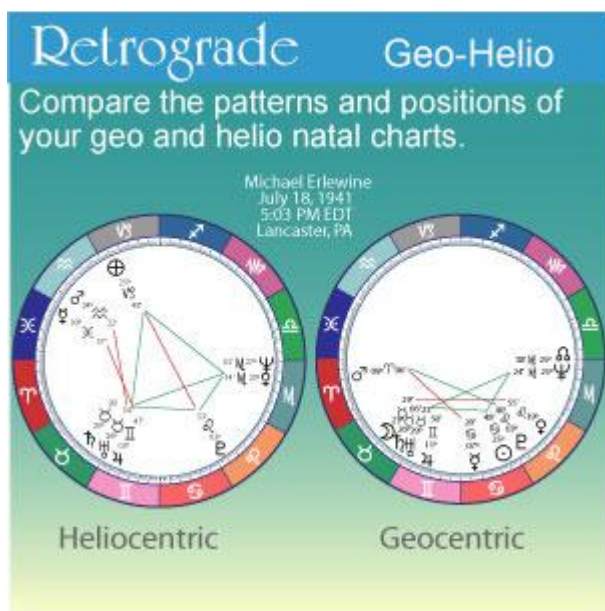 Retrograde Geo-Helio
Compare the patterns and positions of
your geo and helio natal charts.
Michael Erlewine
July 18, 1941
5:03 PM EDT
Lancaster, PA
Heliocentric Geocentric